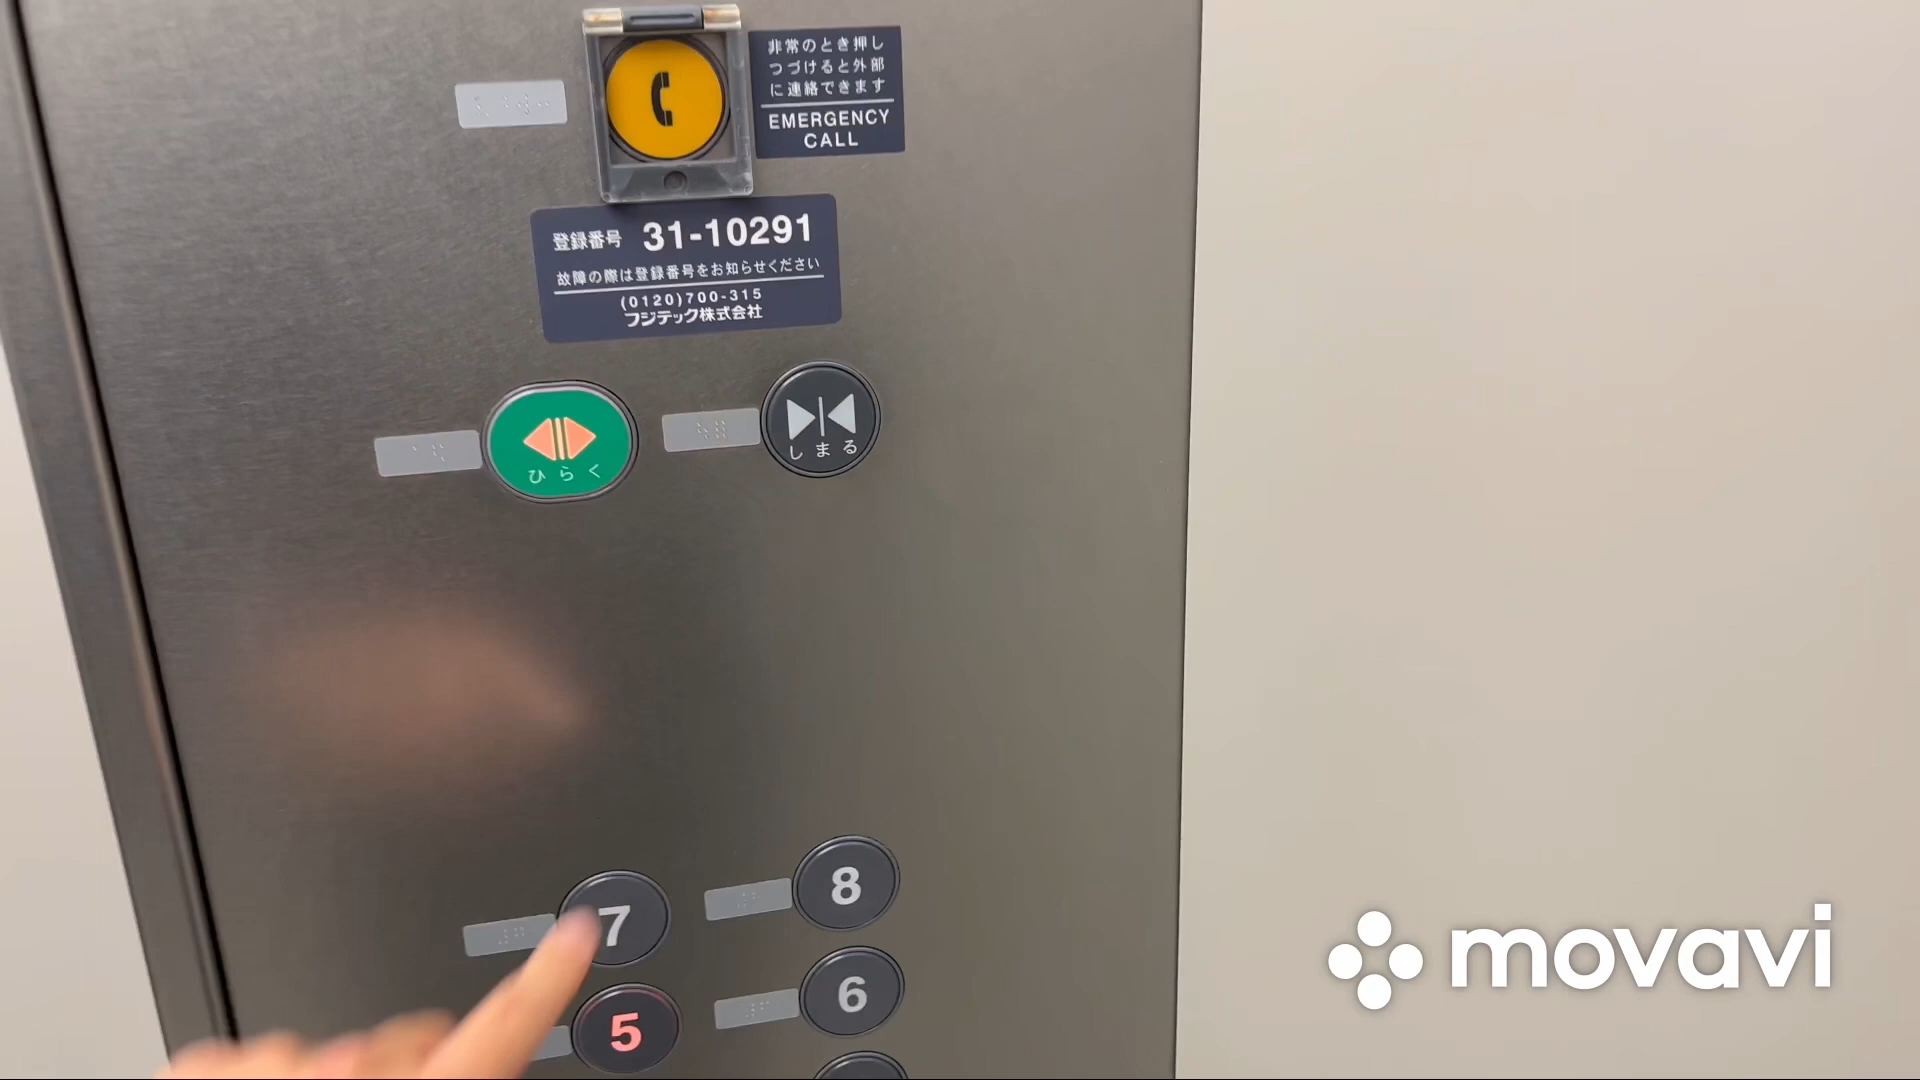 非常のとき押し
つづけると外部
に連絡できます
EMERGENCY
CALL
登録番号 31-10291
故障の際は登録番号をお知らせください
(0120)700-315
フジテック株式会社
ひらく
しまる
7
8
5
6
movavi